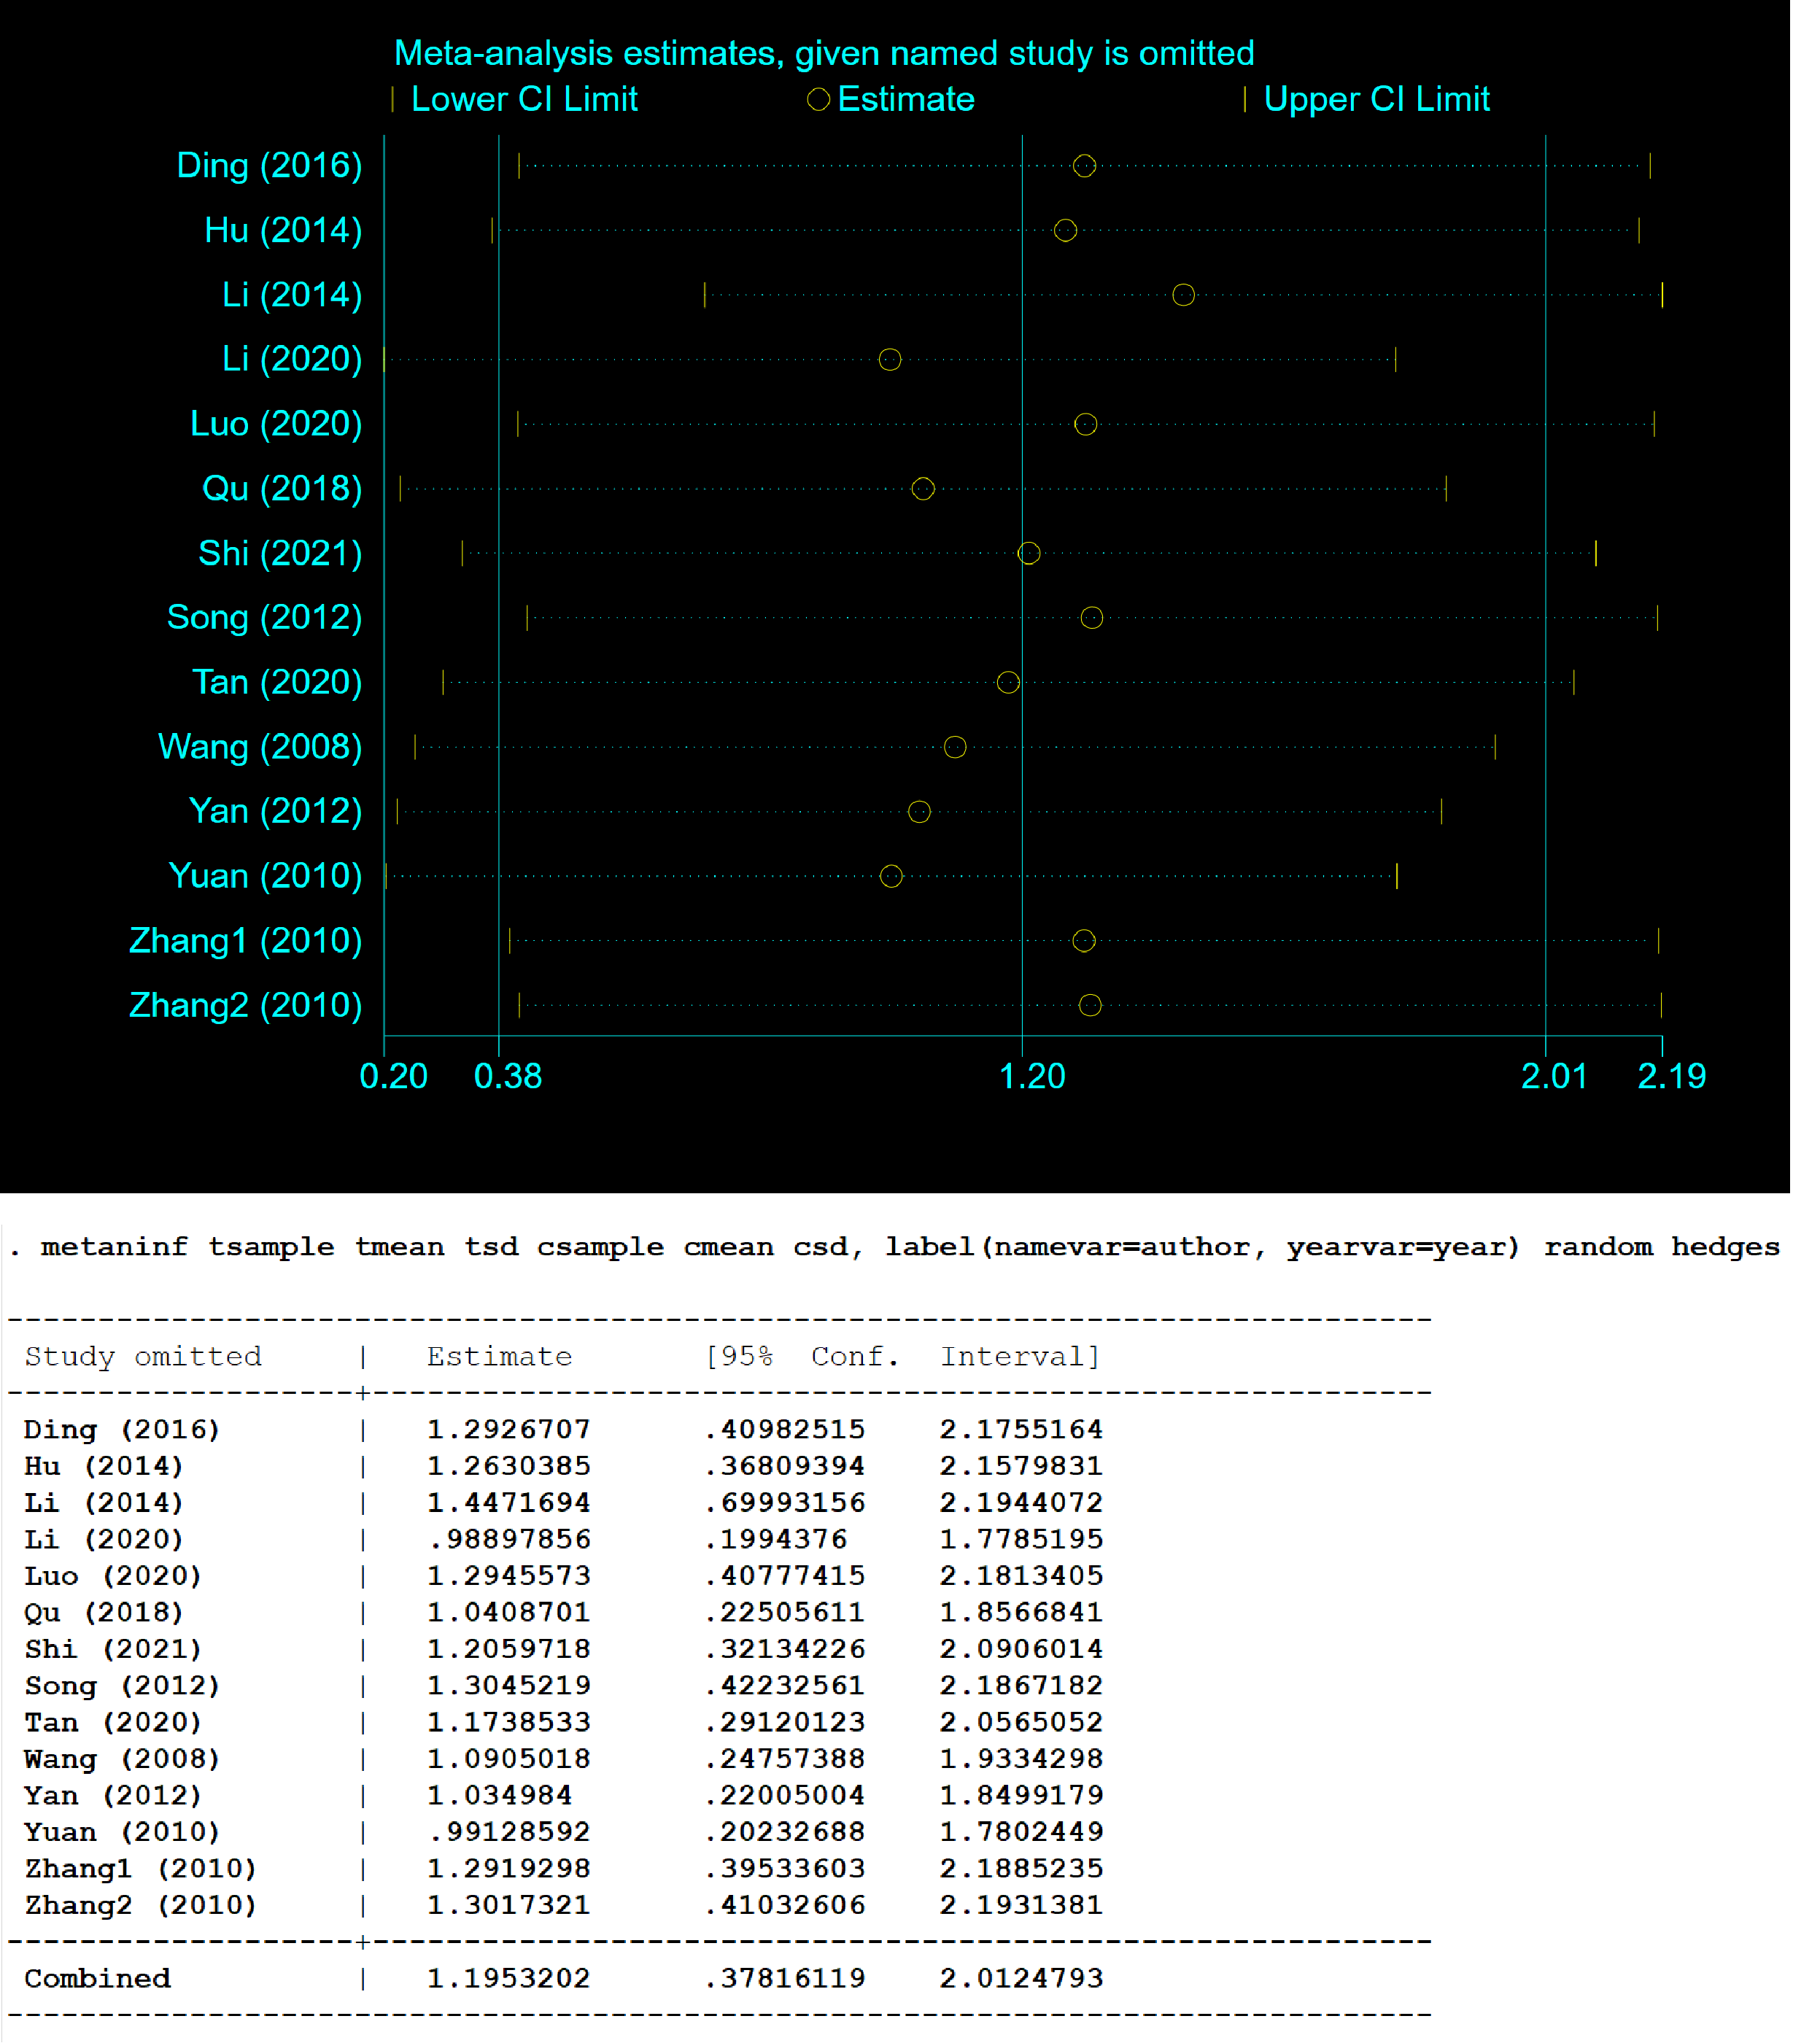 Meta-analysis estimates, given named study is omitted
| Lower CI Limit ○ Estimate | Upper CI Limit
Ding (2016)
Hu (2014)
Li (2014)
Li (2020)
Luo (2020)
Qu (2018)
Shi (2021)
Song (2012)
Tan (2020)
Wang (2008)
Yan (2012)
Yuan (2010)
Zhang1 (2010)
Zhang2 (2010)
0.20 0.38 1.20 2.01 2.19
. metaninf tsample tmean tsd csample cmean csd, label(namevar=author, yearvar=year) random hedges
Study omitted | Estimate [95% Conf. Interval]
Ding (2016) | 1.2926707 .40982515 2.1755164
Hu (2014) | 1.2630385 .36809394 2.1579831
Li (2014) | 1.4471694 .69993156 2.1944072
Li (2020) | .98897856 .1994376 1.7785195
Luo (2020) | 1.2945573 .40777415 2.1813405
Qu (2018) | 1.0408701 .22505611 1.8566841
Shi (2021) | 1.2059718 .32134226 2.0906014
Song (2012) | 1.3045219 .42232561 2.1867182
Tan (2020) | 1.1738533 .29120123 2.0565052
Wang (2008) | 1.0905018 .24757388 1.9334298
Yan (2012) | 1.034984 .22005004 1.8499179
Yuan (2010) | .99128592 .20232688 1.7802449
Zhang1 (2010) | 1.2919298 .39533603 2.1885235
Zhang2 (2010) | 1.3017321 .41032606 2.1931381
Combined | 1.1953202 .37816119 2.0124793